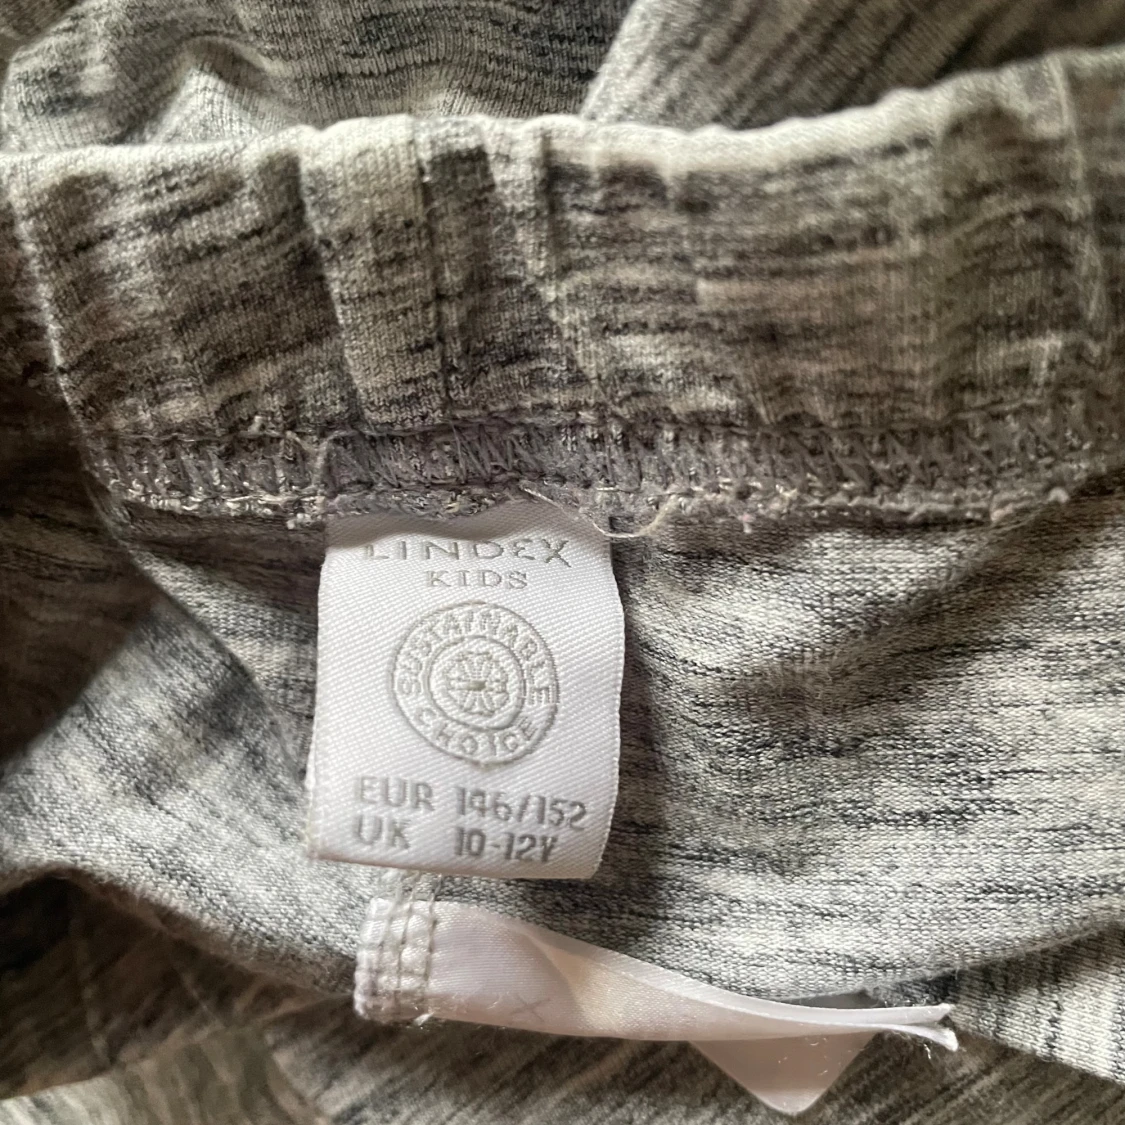 LINDEX
KIDS
SUSTAINABLE
CHOICE
EUR 146/152
UK 10-12Y